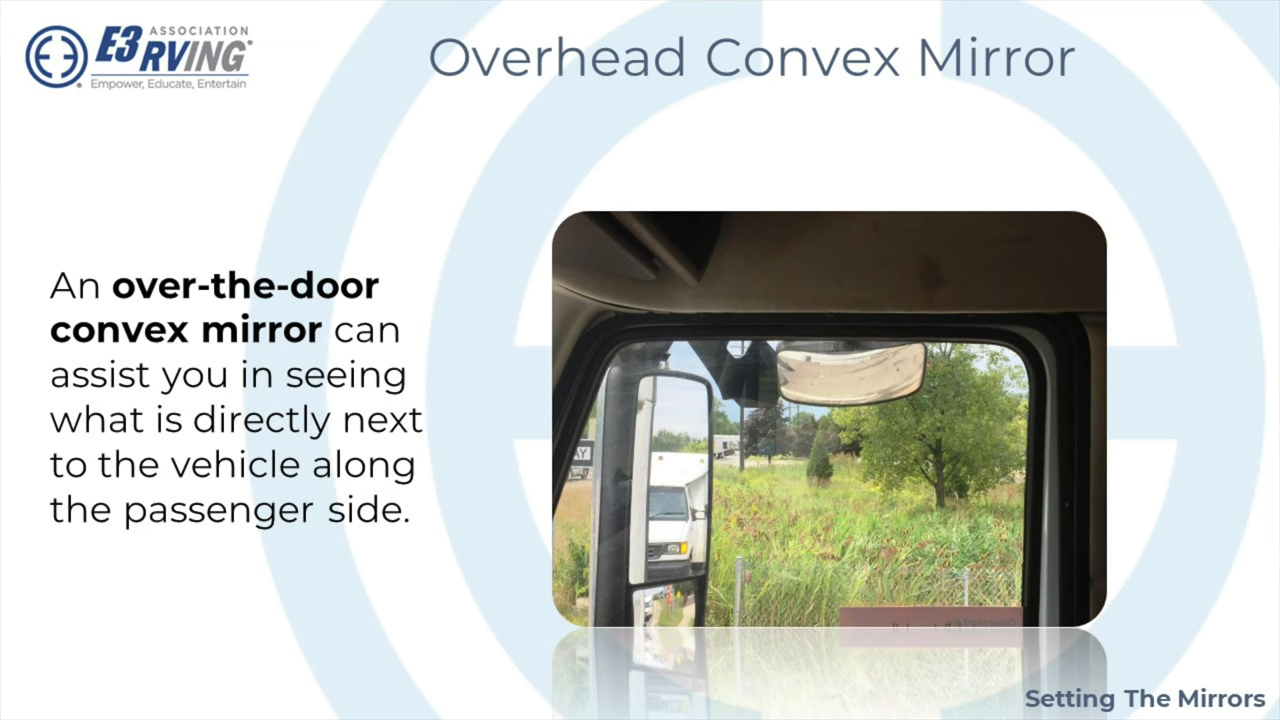 E3 RVING ASSOCIATION
Empower, Educate, Entertain
Overhead Convex Mirror
An over-the-door
convex mirror can
assist you in seeing
what is directly next
to the vehicle along
the passenger side.
AY
Setting The Mirrors